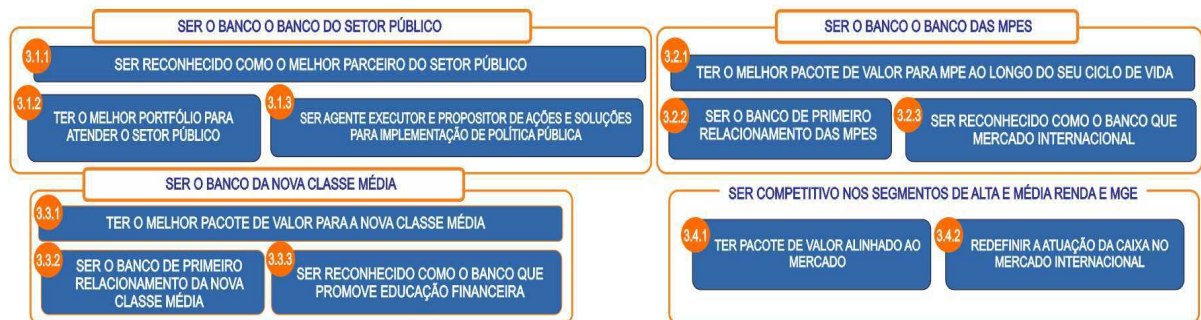 SER O BANCO O BANCO DO SETOR PÚBLICO
3.1.1
SER RECONHECIDO COMO O MELHOR PARCEIRO DO SETOR PÚBLICO
3.1.2
TER O MELHOR PORTFÓLIO PARA
ATENDER O SETOR PÚBLICO
3.1.3
SER AGENTE EXECUTOR E PROPOSITOR DE AÇÕES E SOLUÇÕES
PARA IMPLEMENTAÇÃO DE POLÍTICA PÚBLICA
SER O BANCO O BANCO DAS MPES
3.2.1
TER O MELHOR PACOTE DE VALOR PARA MPE AO LONGO DO SEU CICLO DE VIDA
3.2.2
SER O BANCO DE PRIMEIRO
RELACIONAMENTO DAS MPES
3.2.3
SER RECONHECIDO COMO O BANCO QUE
MERCADO INTERNACIONAL
SER O BANCO DA NOVA CLASSE MÉDIA
3.3.1
TER O MELHOR PACOTE DE VALOR PARA A NOVA CLASSE MÉDIA
3.3.2
SER O BANCO DE PRIMEIRO
RELACIONAMENTO DA NOVA
CLASSE MÉDIA
3.3.3
SER RECONHECIDO COMO O BANCO QUE
PROMOVE EDUCAÇÃO FINANCEIRA
SER COMPETITIVO NOS SEGMENTOS DE ALTA E MÉDIA RENDA E MGE
3.4.1
TER PACOTE DE VALOR ALINHADO AO
MERCADO
3.4.2
REDEFINIR A ATUAÇÃO DA CAIXA NO
MERCADO INTERNACIONAL